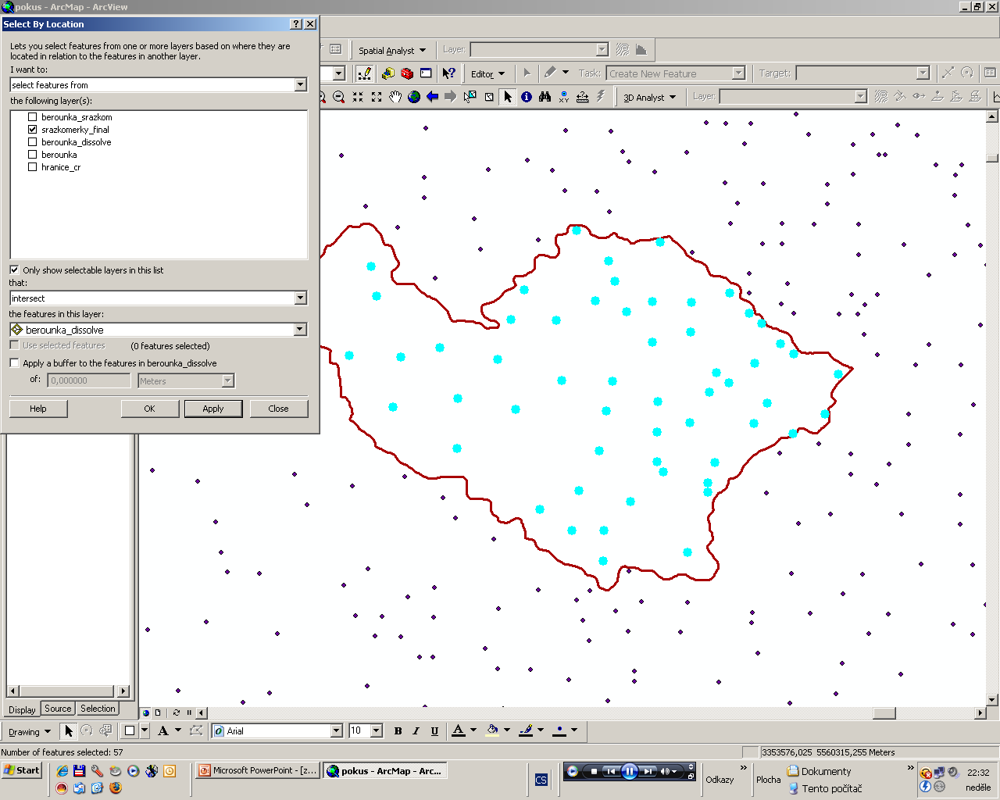 pokus - ArcMap - ArcView
Select By Location
Lets you select features from one or more layers based on where they are
located in relation to the features in another layer.
I want to:
select features from
the following layer(s):
berounka_srazkom
srazkomerky_final
berounka_dissolve
berounka
hranice_cr
Only show selectable layers in this list
that:
intersect
the features in this layer:
berounka_dissolve
Use selected features
(0 features selected)
Apply a buffer to the features in berounka_dissolve
of:
0,000000
Meters
Help
OK
Apply
Close
Spatial Analyst
Layer:
Editor
Task:
Create New Feature
Target:
3D Analyst
Layer:
Display
Source
Selection
Drawing
A
Arial
10
B
I
U
A
Number of features selected: 57
3353576,025 5560315,255 Meters
Start
Microsoft PowerPoint - [z...
pokus - ArcMap - Arc...
CS
Odkazy
Plocha
Dokumenty
Tento počítač
22:32
neděle